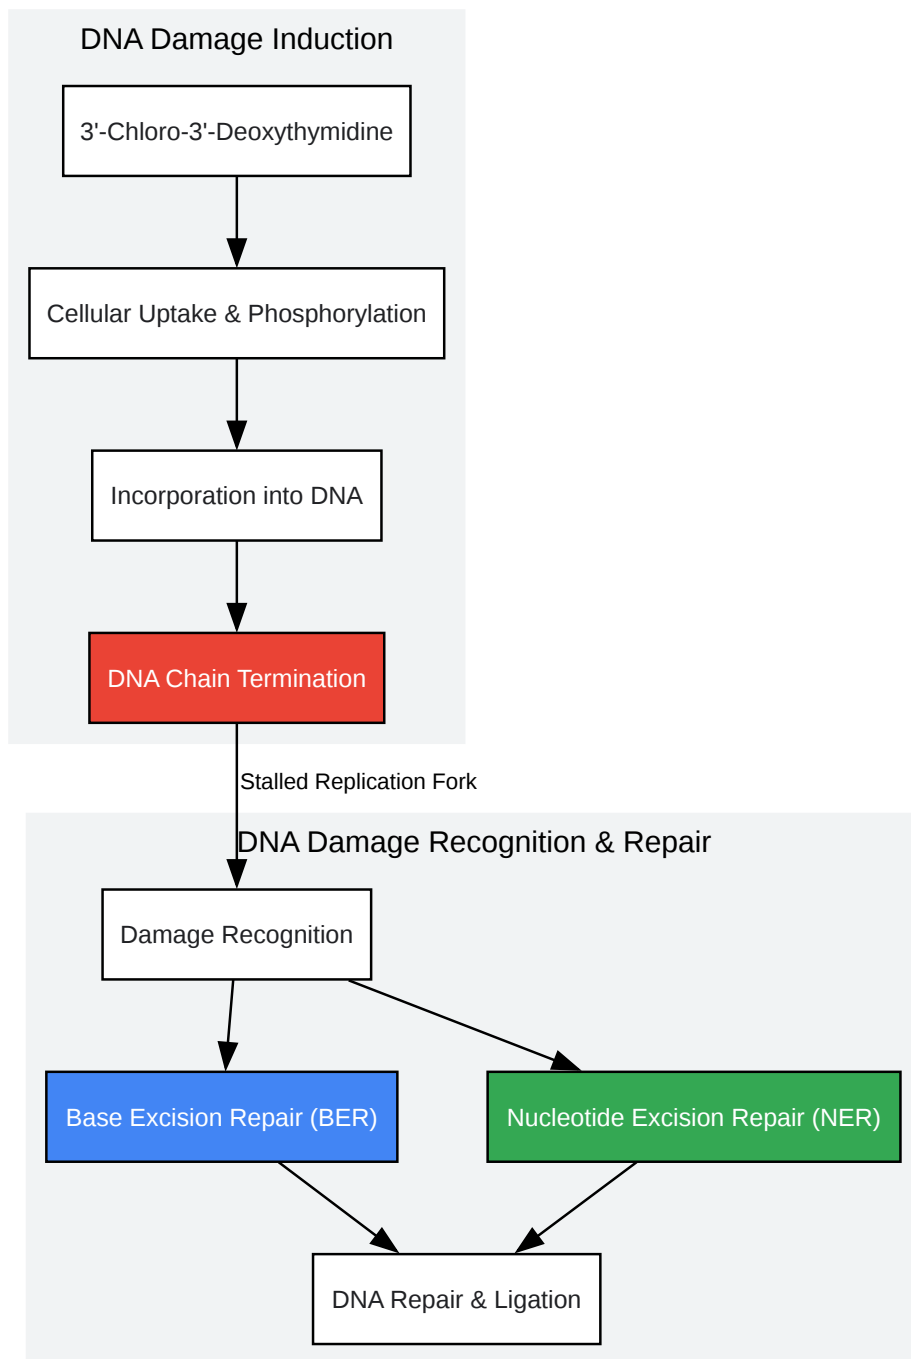 DNA Damage Induction
3'-Chloro-3'-Deoxythymidine
Cellular Uptake & Phosphorylation
Incorporation into DNA
DNA Chain Termination
Stalled Replication Fork
DNA Damage Recognition & Repair
Damage Recognition
Base Excision Repair (BER)
Nucleotide Excision Repair (NER)
DNA Repair & Ligation